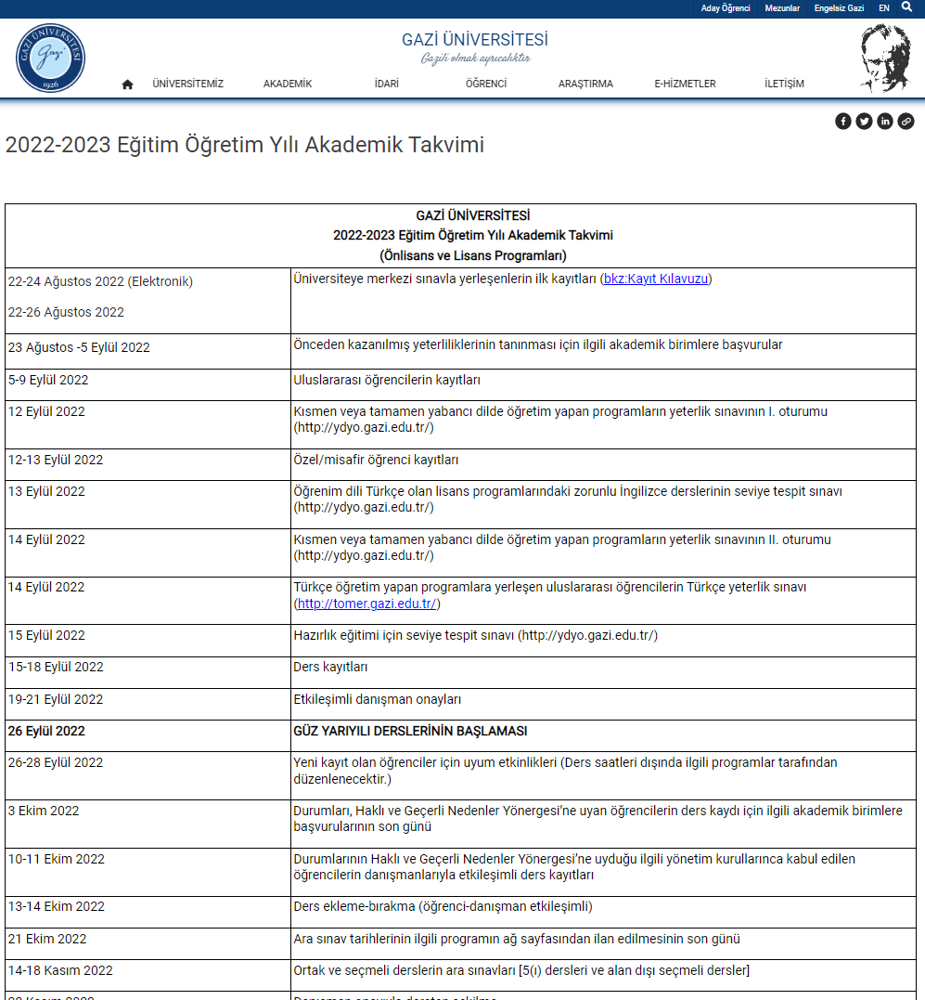 Aday Öğrenci Mezunlar Engelsiz Gazi EN
GAZİ ÜNİVERSİTESİ
Gazi
1926
GAZİ ÜNİVERSİTESİ
Gazili olmak ayrıcalıktır
ÜNİVERSİTEMİZ AKADEMİK İDARİ ÖĞRENCİ ARAŞTIRMA E-HİZMETLER İLETİŞİM
2022-2023 Eğitim Öğretim Yılı Akademik Takvimi
GAZİ ÜNİVERSİTESİ
2022-2023 Eğitim Öğretim Yılı Akademik Takvimi
(Önlisans ve Lisans Programları)
22-24 Ağustos 2022 (Elektronik)
22-26 Ağustos 2022
Üniversiteye merkezi sınavla yerleşenlerin ilk kayıtları (bkz:Kayıt Kılavuzu)
23 Ağustos -5 Eylül 2022
Önceden kazanılmış yeterliliklerinin tanınması için ilgili akademik birimlere başvurular
5-9 Eylül 2022
Uluslararası öğrencilerin kayıtları
12 Eylül 2022
Kısmen veya tamamen yabancı dilde öğretim yapan programların yeterlik sınavının I. oturumu
(http://ydyo.gazi.edu.tr/)
12-13 Eylül 2022
Özel/misafir öğrenci kayıtları
13 Eylül 2022
Öğrenim dili Türkçe olan lisans programlarındaki zorunlu İngilizce derslerinin seviye tespit sınavı
(http://ydyo.gazi.edu.tr/)
14 Eylül 2022
Kısmen veya tamamen yabancı dilde öğretim yapan programların yeterlik sınavının II. oturumu
(http://ydyo.gazi.edu.tr/)
14 Eylül 2022
Türkçe öğretim yapan programlara yerleşen uluslararası öğrencilerin Türkçe yeterlik sınavı
(http://tomer.gazi.edu.tr/)
15 Eylül 2022
Hazırlık eğitimi için seviye tespit sınavı (http://ydyo.gazi.edu.tr/)
15-18 Eylül 2022
Ders kayıtları
19-21 Eylül 2022
Etkileşimli danışman onayları
26 Eylül 2022
GÜZ YARIYILI DERSLERİNİN BAŞLAMASI
26-28 Eylül 2022
Yeni kayıt olan öğrenciler için uyum etkinlikleri (Ders saatleri dışında ilgili programlar tarafından
düzenlenecektir.)
3 Ekim 2022
Durumları, Haklı ve Geçerli Nedenler Yönergesi’ne uyan öğrencilerin ders kaydı için ilgili akademik birimlere
başvurularının son günü
10-11 Ekim 2022
Durumlarının Haklı ve Geçerli Nedenler Yönergesi’ne uyduğu ilgili yönetim kurullarınca kabul edilen
öğrencilerin danışmanlarıyla etkileşimli ders kayıtları
13-14 Ekim 2022
Ders ekleme-bırakma (öğrenci-danışman etkileşimli)
21 Ekim 2022
Ara sınav tarihlerinin ilgili programın ağ sayfasından ilan edilmesinin son günü
14-18 Kasım 2022
Ortak ve seçmeli derslerin ara sınavları [5(ı) dersleri ve alan dışı seçmeli dersler]